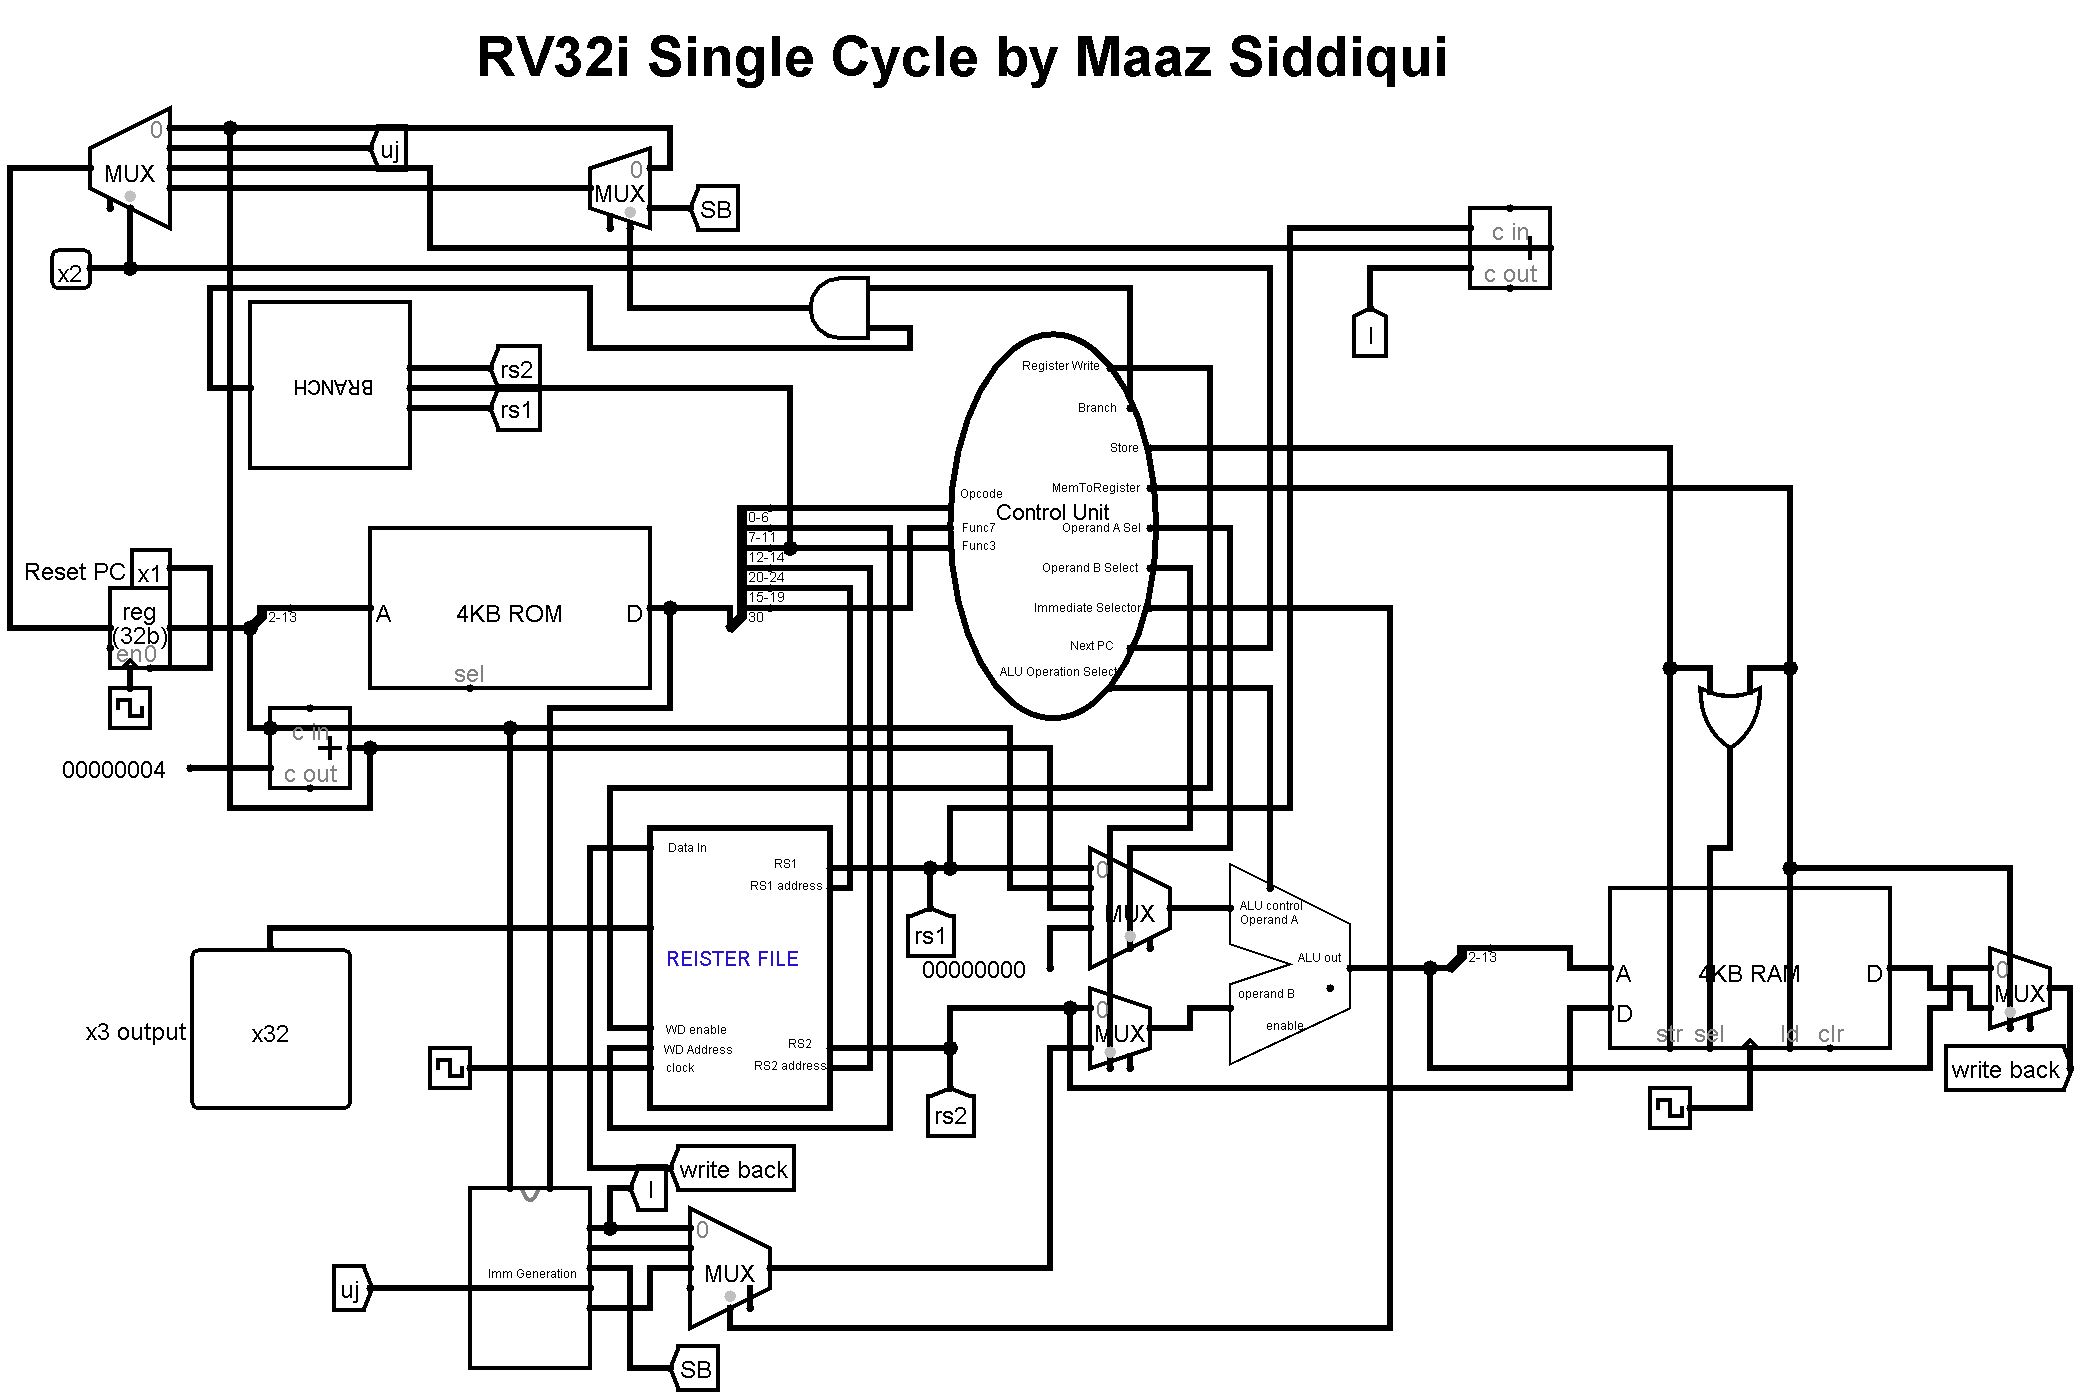 RV32i Single Cycle by Maaz Siddiqui
0
MUX
uj
0
MUX
SB
x2
c in
+
c out
I
BRANCH
rs2
rs1
Register Write
Branch
Store
MemToRegister
Operand A Sel
Operand B Select
Immediate Selector
Next PC
ALU Operation Select
Opcode
Func7
Func3
Control Unit
0-6
7-11
12-14
20-24
15-19
30
Reset PC
x1
reg
(32b)
en0
2-13
A
4KB ROM
D
sel
c in
+
c out
00000004
Data In
RS1
RS1 address
REISTER FILE
WD enable
WD Address
clock
RS2
RS2 address
x3 output
x32
rs1
00000000
rs2
0
MUX
0
MUX
ALU control
Operand A
ALU out
operand B
enable
2-13
A
4KB RAM
D
D
str
sel
ld
clr
0
MUX
write back
write back
I
Imm Generation
uj
0
MUX
SB